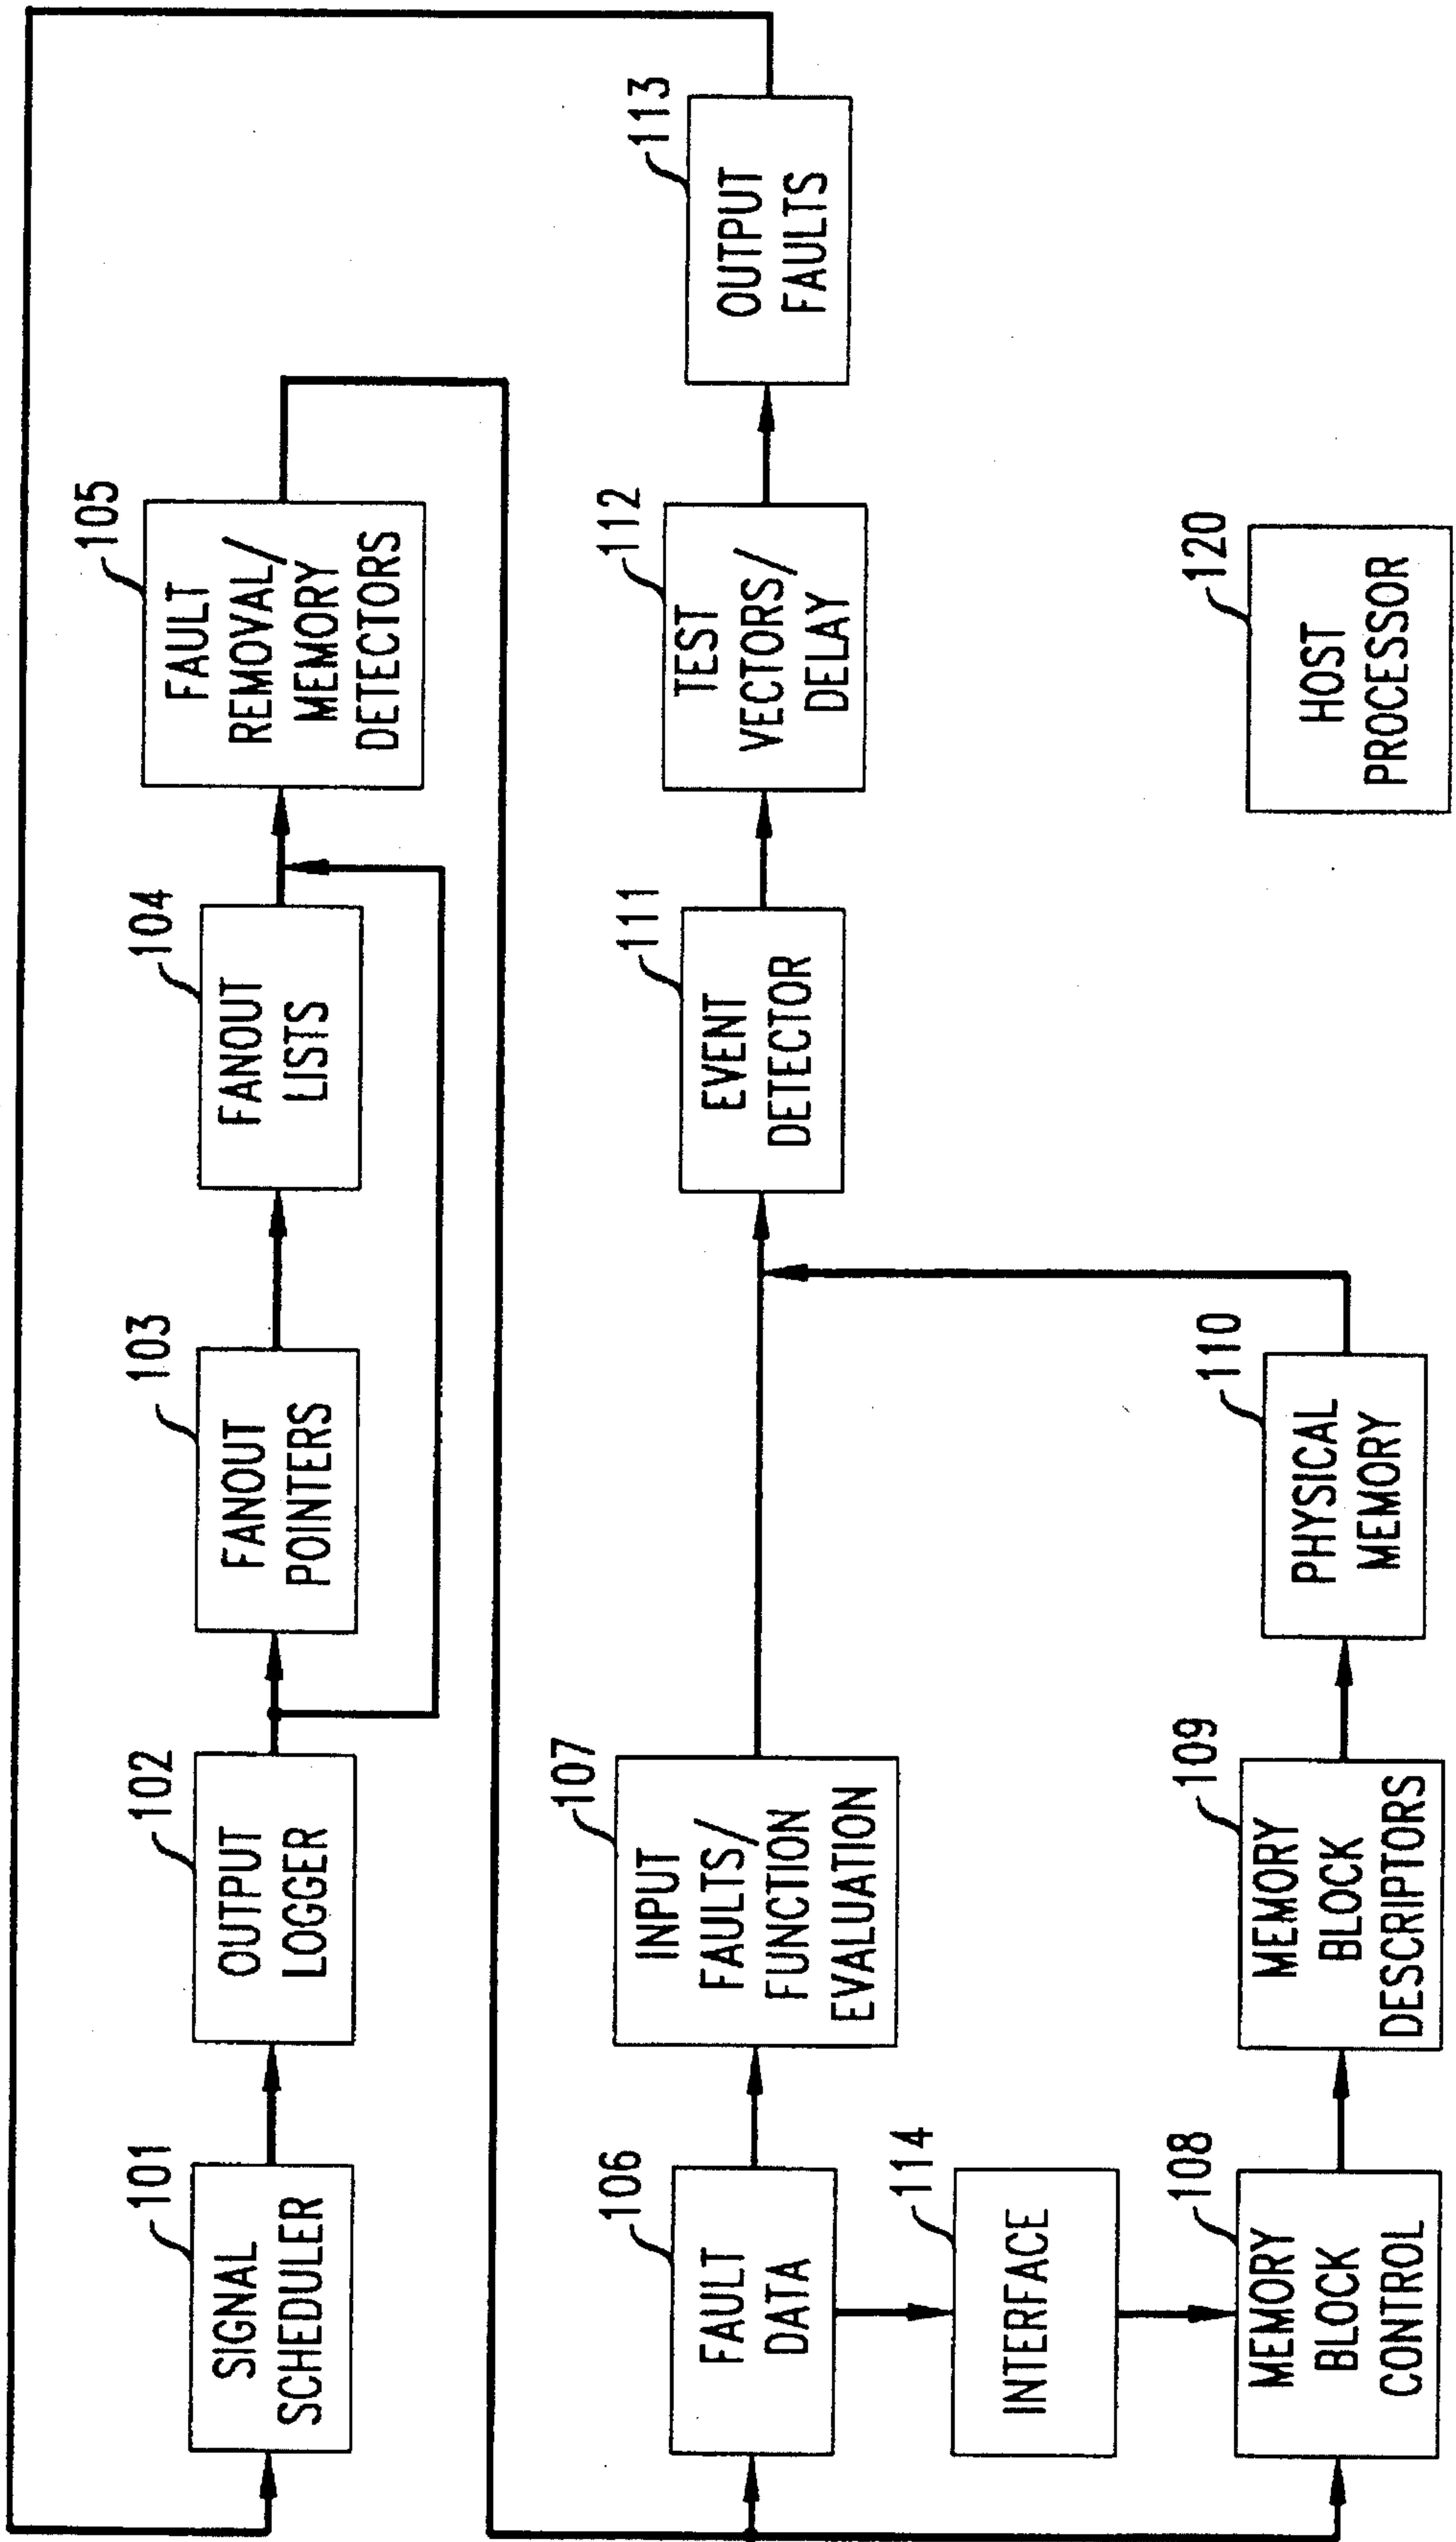 101
SIGNAL
SCHEDULER
102
OUTPUT
LOGGER
103
FANOUT
POINTERS
104
FANOUT
LISTS
105
FAULT
REMOVAL/
MEMORY
DETECTORS
106
FAULT
DATA
107
INPUT
FAULTS/
FUNCTION
EVALUATION
111
EVENT
DETECTOR
112
TEST
VECTORS/
DELAY
113
OUTPUT
FAULTS
114
INTERFACE
108
MEMORY
BLOCK
CONTROL
109
MEMORY
BLOCK
DESCRIPTORS
110
PHYSICAL
MEMORY
120
HOST
PROCESSOR